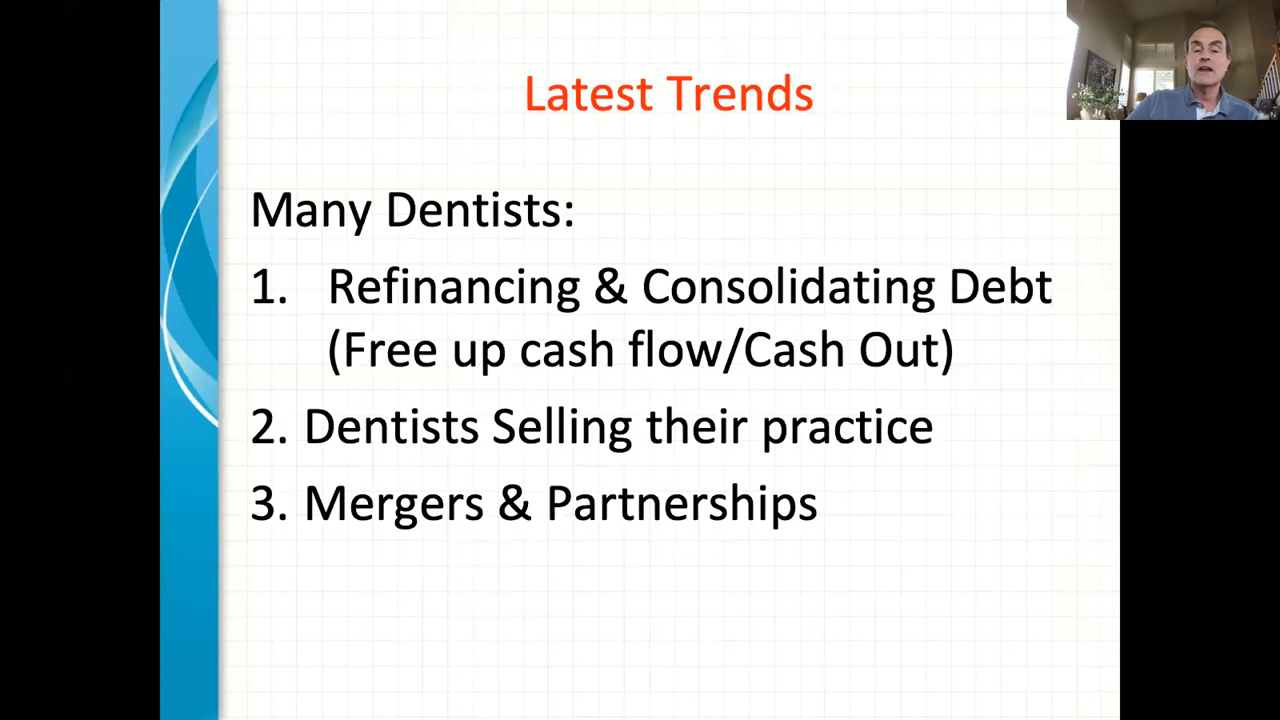 Latest Trends
Many Dentists:
1. Refinancing & Consolidating Debt
(Free up cash flow/Cash Out)
2. Dentists Selling their practice
3. Mergers & Partnerships